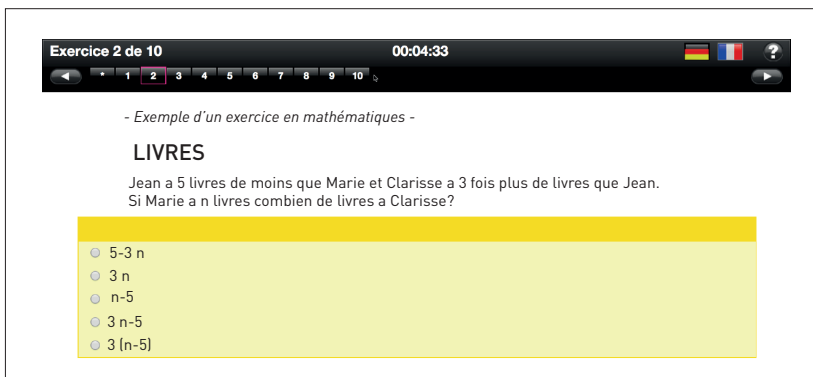 Exercice 2 de 10 00:04:33 ?
* 1 2 3 4 5 6 7 8 9 10
- Exemple d'un exercice en mathématiques -
LIVRES
Jean a 5 livres de moins que Marie et Clarisse a 3 fois plus de livres que Jean.
Si Marie a n livres combien de livres a Clarisse?
5-3 n
3 n
n-5
3 n-5
3 (n-5)